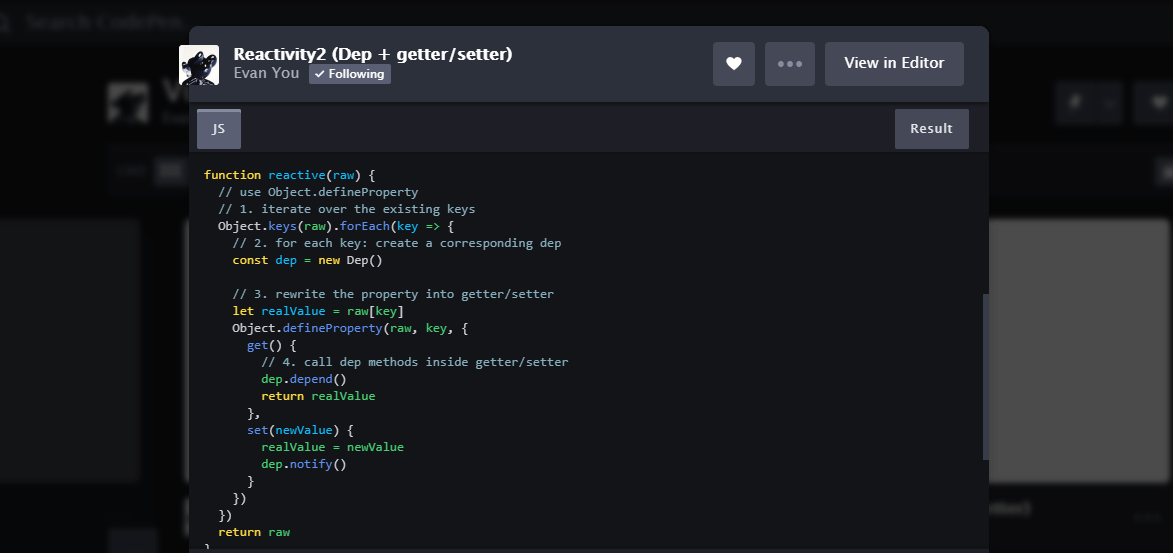 Search CodePen
Reactivity2 (Dep + getter/setter)
Evan You ✓ Following
View in Editor
JS
Result
function reactive(raw) {
// use Object.defineProperty
// 1. iterate over the existing keys
Object.keys(raw).forEach(key => {
// 2. for each key: create a corresponding dep
const dep = new Dep()
// 3. rewrite the property into getter/setter
let realValue = raw[key]
Object.defineProperty(raw, key, {
get() {
// 4. call dep methods inside getter/setter
dep.depend()
return realValue
},
set(newValue) {
realValue = newValue
dep.notify()
}
})
})
return raw
}